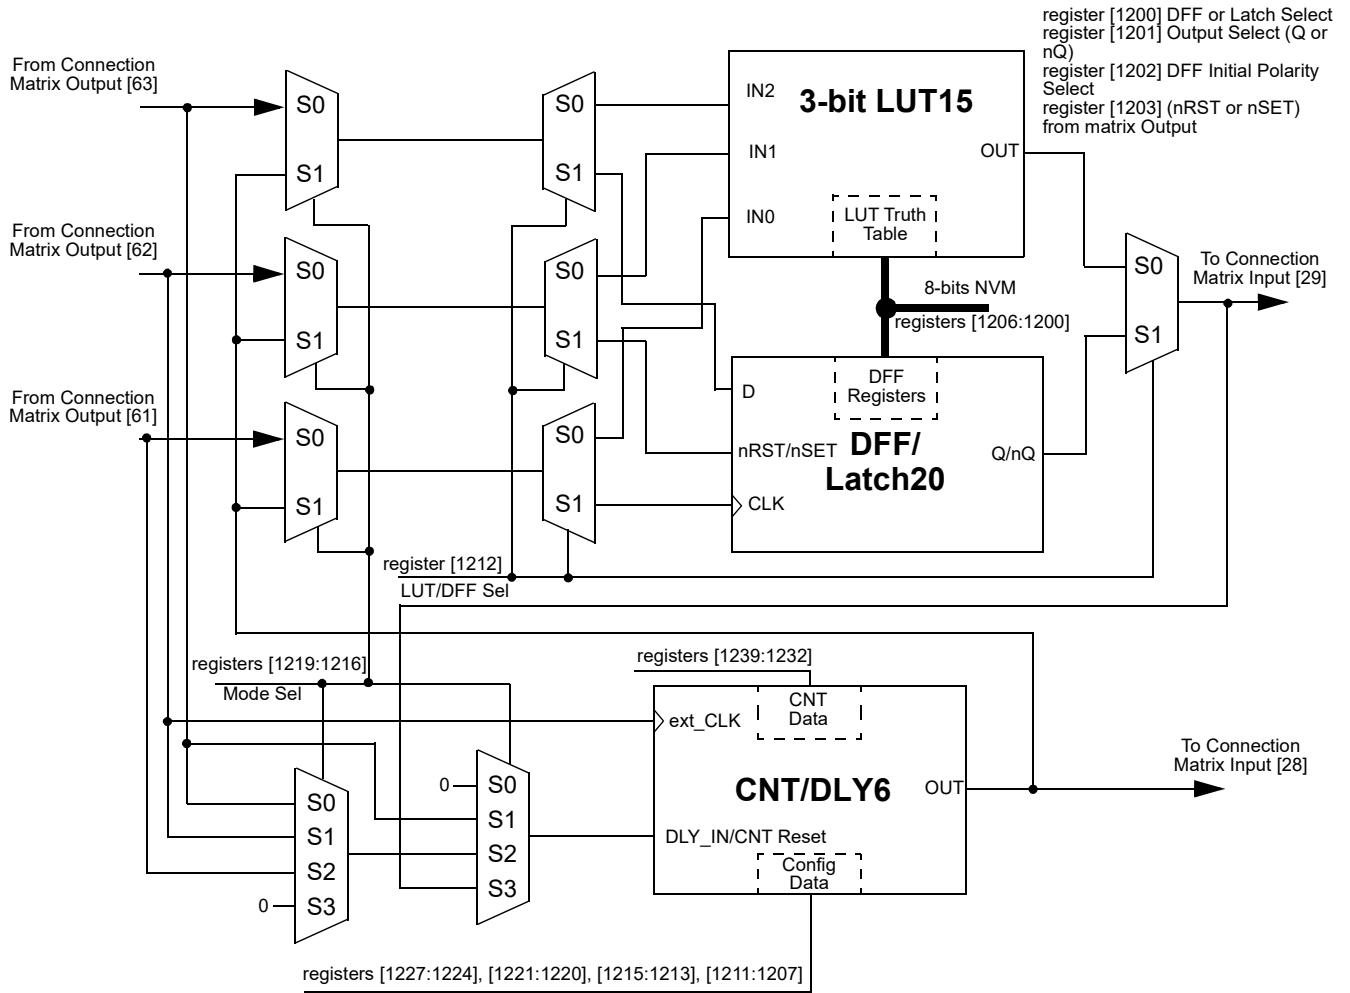 register [1200] DFF or Latch Select
register [1201] Output Select (Q or
nQ)
register [1202] DFF Initial Polarity
Select
register [1203] (nRST or nSET)
from matrix Output
From Connection
Matrix Output [63]
S0
S1
S0
S1
IN2
IN1
IN0
3-bit LUT15
OUT
LUT Truth
Table
From Connection
Matrix Output [62]
S0
S1
S0
S1
8-bits NVM
registers [1206:1200]
S0
S1
To Connection
Matrix Input [29]
From Connection
Matrix Output [61]
S0
S1
S0
S1
D
nRST/nSET
CLK
DFF
Registers
DFF/
Latch20
Q/nQ
register [1212]
LUT/DFF Sel
registers [1219:1216]
Mode Sel
registers [1239:1232]
CNT
Data
ext_CLK
CNT/DLY6
OUT
DLY_IN/CNT Reset
Config
Data
To Connection
Matrix Input [28]
0
S0
S1
S2
S3
S0
S1
S2
0
S3
registers [1227:1224], [1221:1220], [1215:1213], [1211:1207]